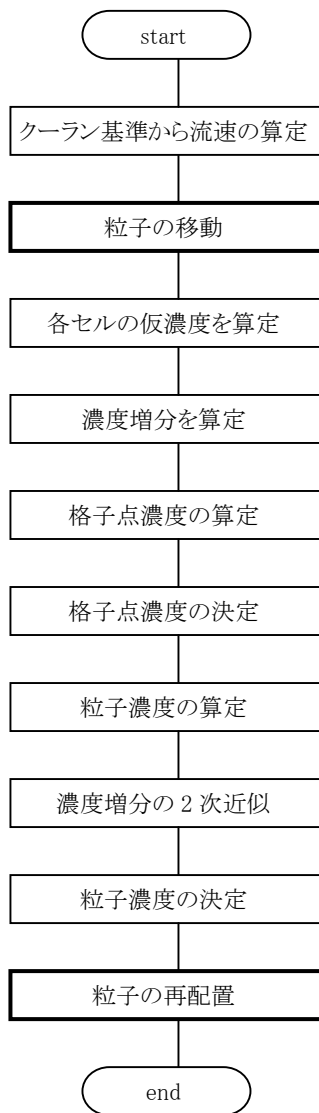 start
クーラン基準から流速の算定
粒子の移動
各セルの仮濃度を算定
濃度増分を算定
格子点濃度の算定
格子点濃度の決定
粒子濃度の算定
濃度増分の 2 次近似
粒子濃度の決定
粒子の再配置
end